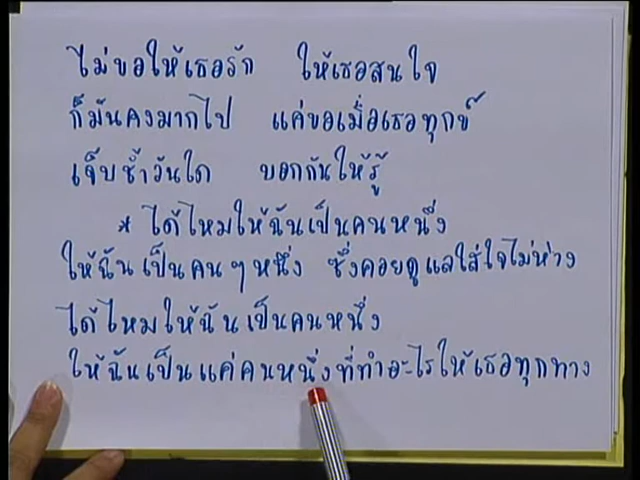 ไม่ขอให้เธอรัก ให้เธอสนใจ
ก็มันคงมากไป แค่ขอเมื่อเธอทุกข์
เจ็บช้ำวันใด บอกกันให้รู้
* ได้ไหมให้ฉันเป็นคนหนึ่ง
ให้ฉันเป็นคนๆหนึ่ง ซึ่งคอยดูแลใส่ใจไม่ห่าง
ได้ไหมให้ฉันเป็นคนหนึ่ง
ให้ฉันเป็นแค่คนหนึ่งที่ทำอะไรให้เธอทุกทาง